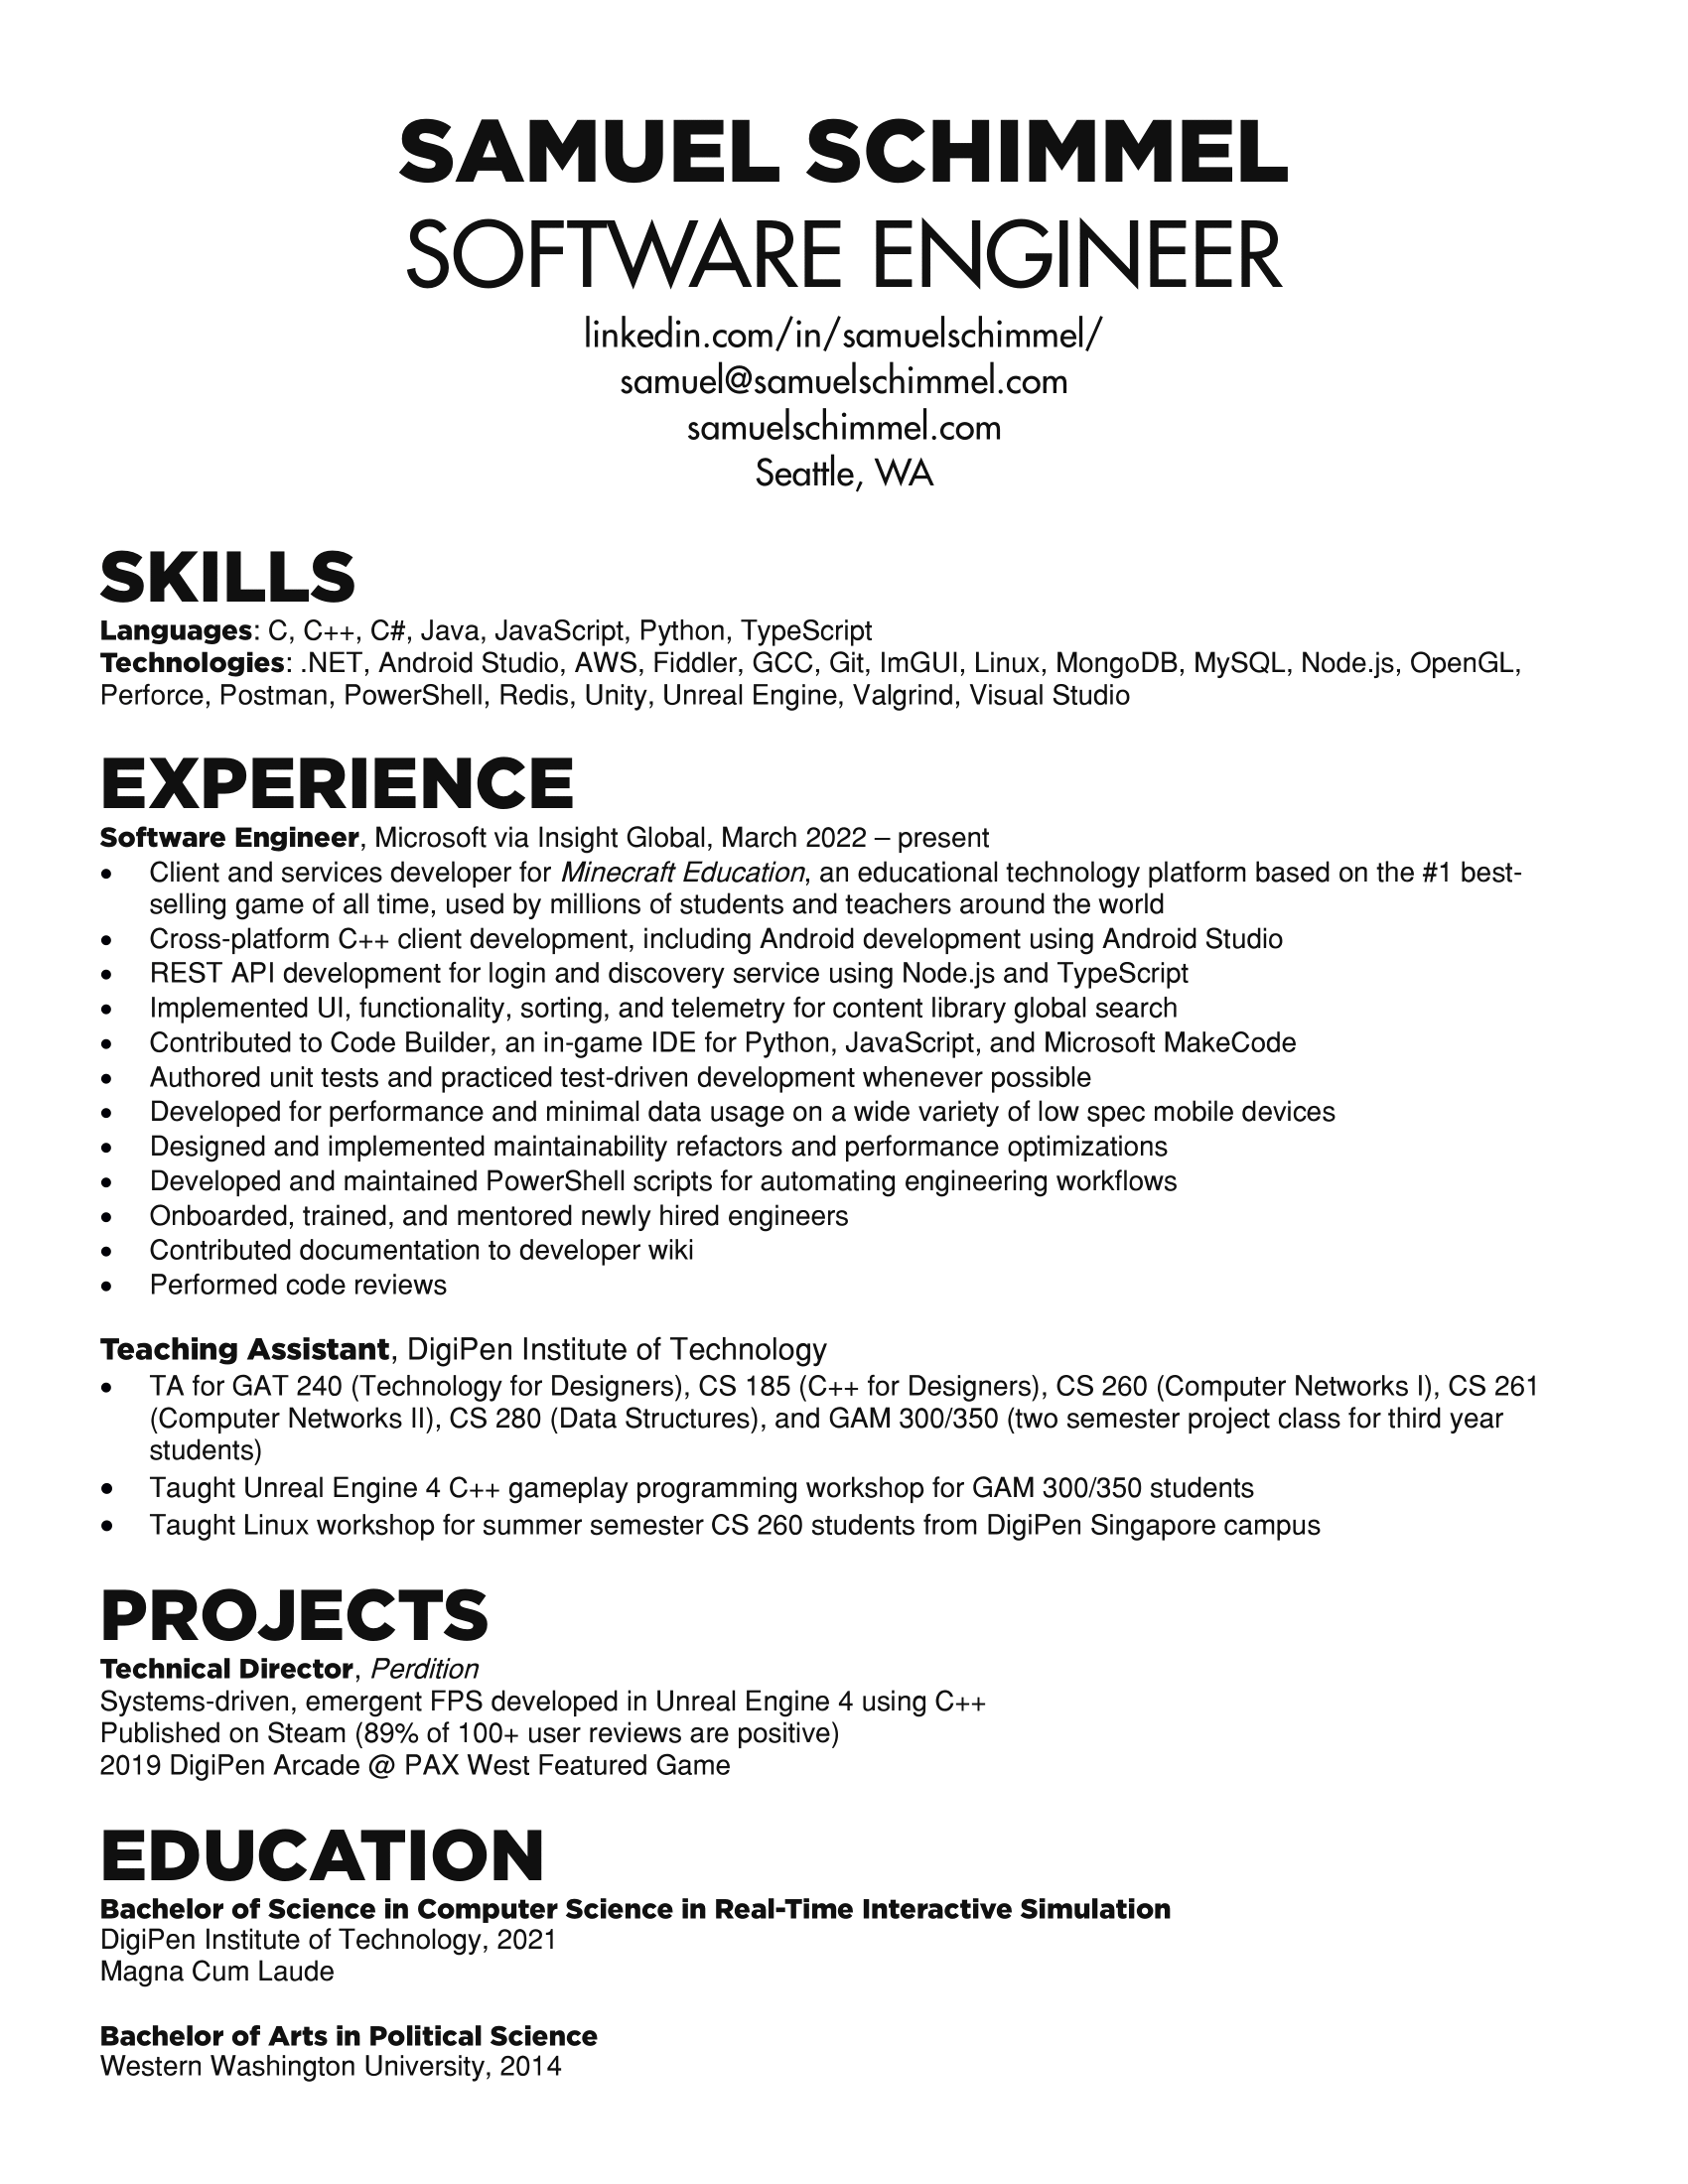 SAMUEL SCHIMMEL
SOFTWARE ENGINEER
linkedin.com/in/samuelschimmel/
samuel@samuelschimmel.com
samuelschimmel.com
Seattle, WA
SKILLS
Languages: C, C++, C#, Java, JavaScript, Python, TypeScript
Technologies: .NET, Android Studio, AWS, Fiddler, GCC, Git, ImGUI, Linux, MongoDB, MySQL, Node.js, OpenGL,
Perforce, Postman, PowerShell, Redis, Unity, Unreal Engine, Valgrind, Visual Studio
EXPERIENCE
Software Engineer, Microsoft via Insight Global, March 2022 – present
• Client and services developer for Minecraft Education, an educational technology platform based on the #1 best-
selling game of all time, used by millions of students and teachers around the world
• Cross-platform C++ client development, including Android development using Android Studio
• REST API development for login and discovery service using Node.js and TypeScript
• Implemented UI, functionality, sorting, and telemetry for content library global search
• Contributed to Code Builder, an in-game IDE for Python, JavaScript, and Microsoft MakeCode
• Authored unit tests and practiced test-driven development whenever possible
• Developed for performance and minimal data usage on a wide variety of low spec mobile devices
• Designed and implemented maintainability refactors and performance optimizations
• Developed and maintained PowerShell scripts for automating engineering workflows
• Onboarded, trained, and mentored newly hired engineers
• Contributed documentation to developer wiki
• Performed code reviews
Teaching Assistant, DigiPen Institute of Technology
• TA for GAT 240 (Technology for Designers), CS 185 (C++ for Designers), CS 260 (Computer Networks I), CS 261
(Computer Networks II), CS 280 (Data Structures), and GAM 300/350 (two semester project class for third year
students)
• Taught Unreal Engine 4 C++ gameplay programming workshop for GAM 300/350 students
• Taught Linux workshop for summer semester CS 260 students from DigiPen Singapore campus
PROJECTS
Technical Director, Perdition
Systems-driven, emergent FPS developed in Unreal Engine 4 using C++
Published on Steam (89% of 100+ user reviews are positive)
2019 DigiPen Arcade @ PAX West Featured Game
EDUCATION
Bachelor of Science in Computer Science in Real-Time Interactive Simulation
DigiPen Institute of Technology, 2021
Magna Cum Laude
Bachelor of Arts in Political Science
Western Washington University, 2014